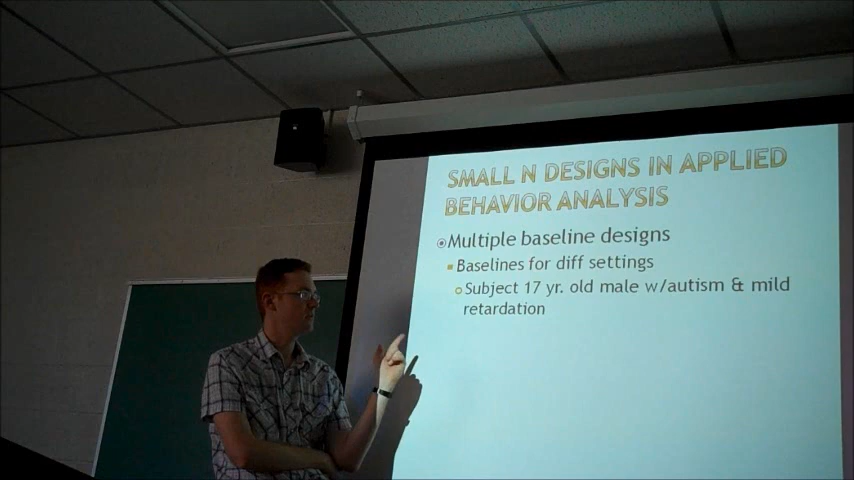 SMALL N DESIGNS IN APPLIED
BEHAVIOR ANALYSIS
Multiple baseline designs
Baselines for diff settings
Subject 17 yr. old male w/autism & mild
retardation